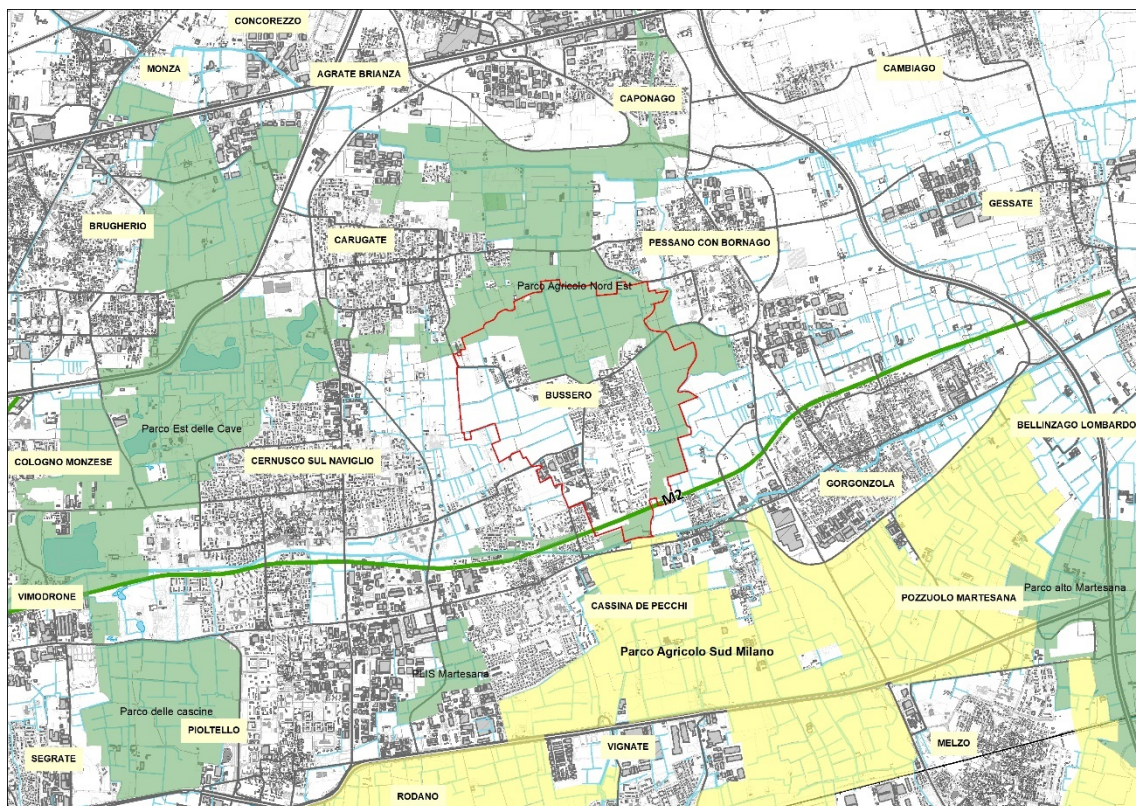 CONCOREZZO
MONZA
AGRATE BRIANZA
CAMBIAGO
CAPONAGO
GESSATE
BRUGHERIO
CARUGATE
PESSANO CON BORNAGO
Parco Agricolo Nord Est
BUSSERO
Parco Est delle Cave
BELLINZAGO LOMBARDO
COLOGNO MONZESE
CERNUSCO SUL NAVIGLIO
GORGONZOLA
M2
VIMODRONE
CASSINA DE PECCHI
Parco alto Martesana
POZZUOLO MARTESANA
Parco Agricolo Sud Milano
PLIS Martesana
Parco delle cascine
PIOLTELLO
SEGRATE
VIGNATE
MELZO
RODANO